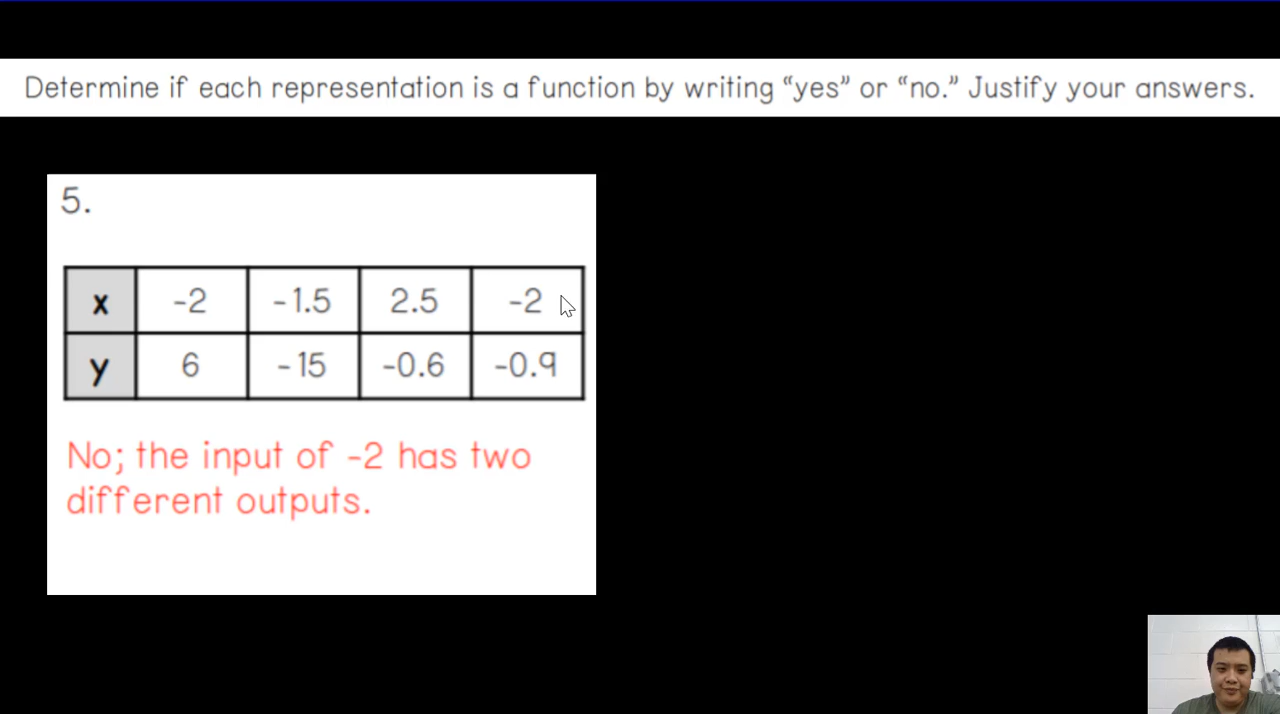 Determine if each representation is a function by writing “yes” or “no.” Justify your answers.
5.
x -2 -1.5 2.5 -2
y 6 -15 -0.6 -0.9
No; the input of -2 has two
different outputs.